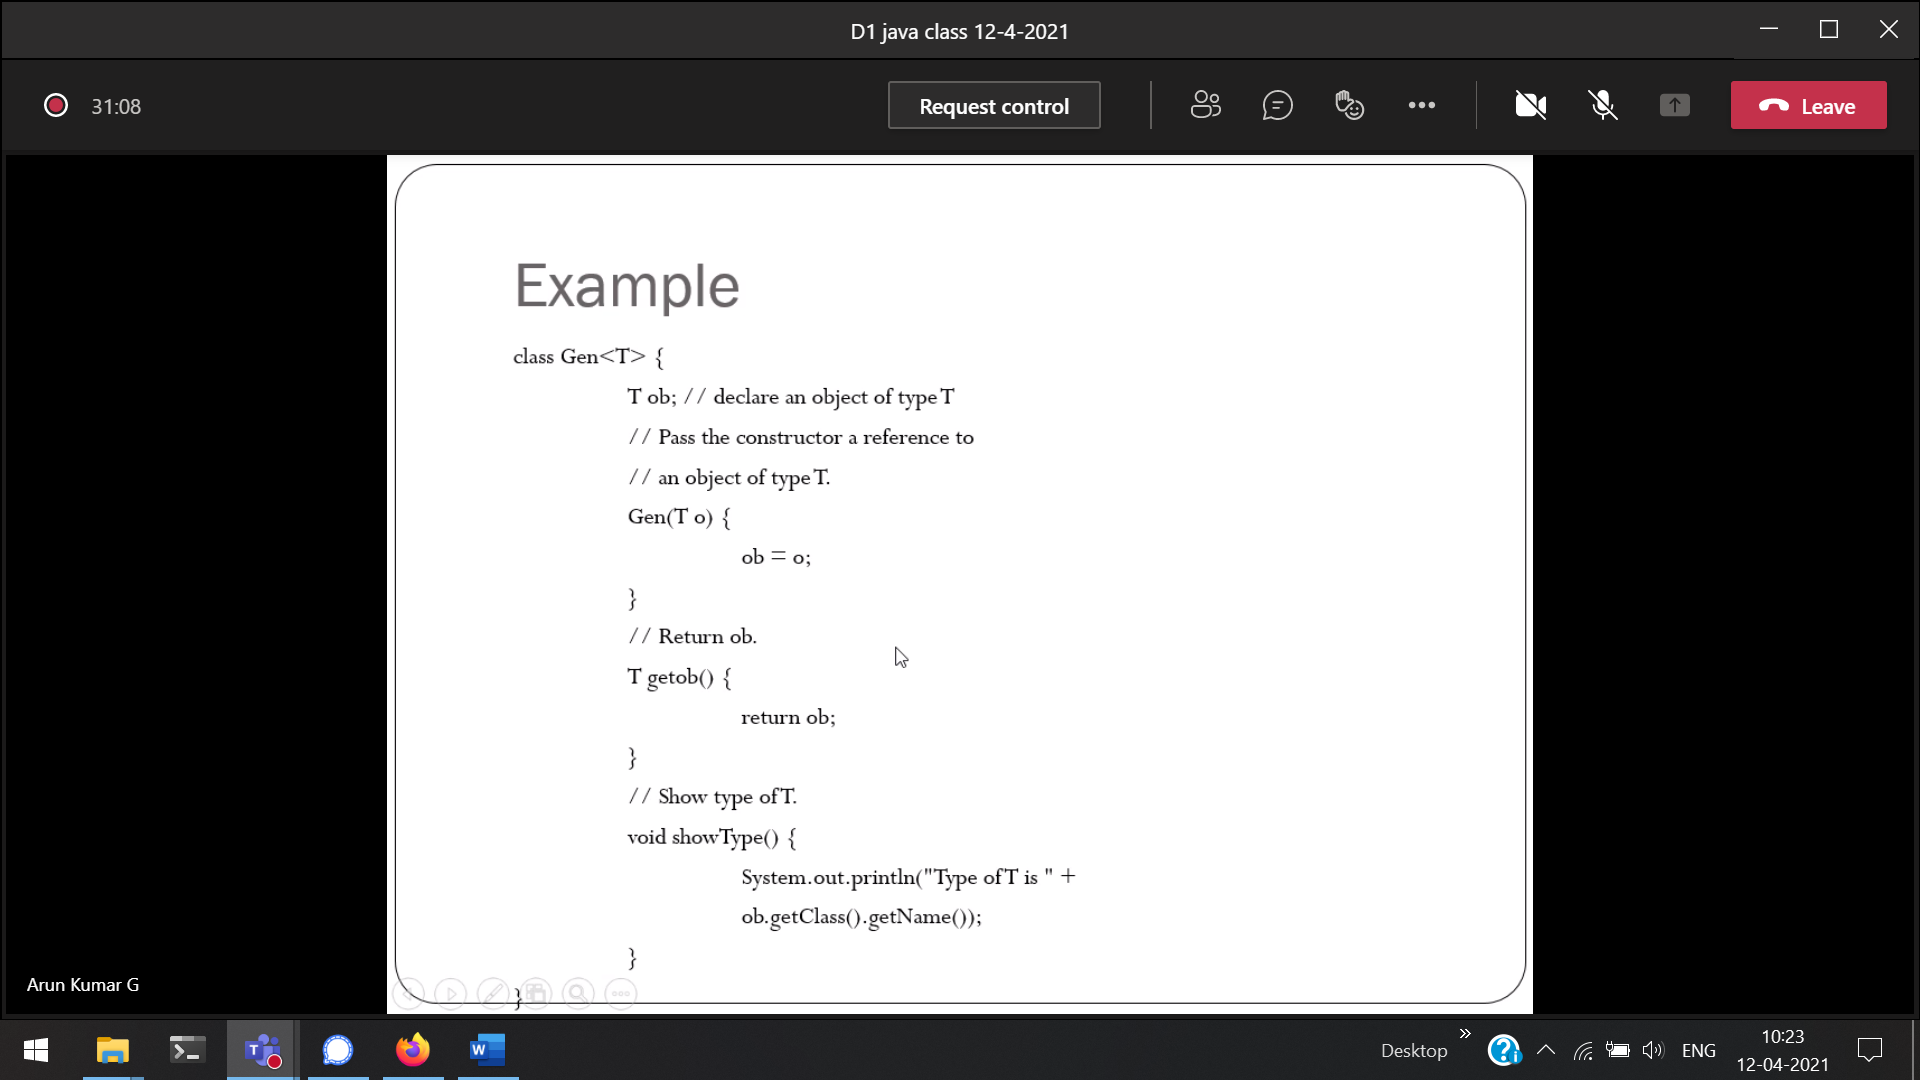 D1 java class 12-4-2021
31:08
Request control
Leave
Example
class Gen<T> {
T ob; // declare an object of type T
// Pass the constructor a reference to
// an object of type T.
Gen(T o) {
ob = o;
}
// Return ob.
T getob() {
return ob;
}
// Show type of T.
void showType() {
System.out.println("Type of T is " +
ob.getClass().getName());
}
}
Arun Kumar G
Desktop
ENG
10:23
12-04-2021